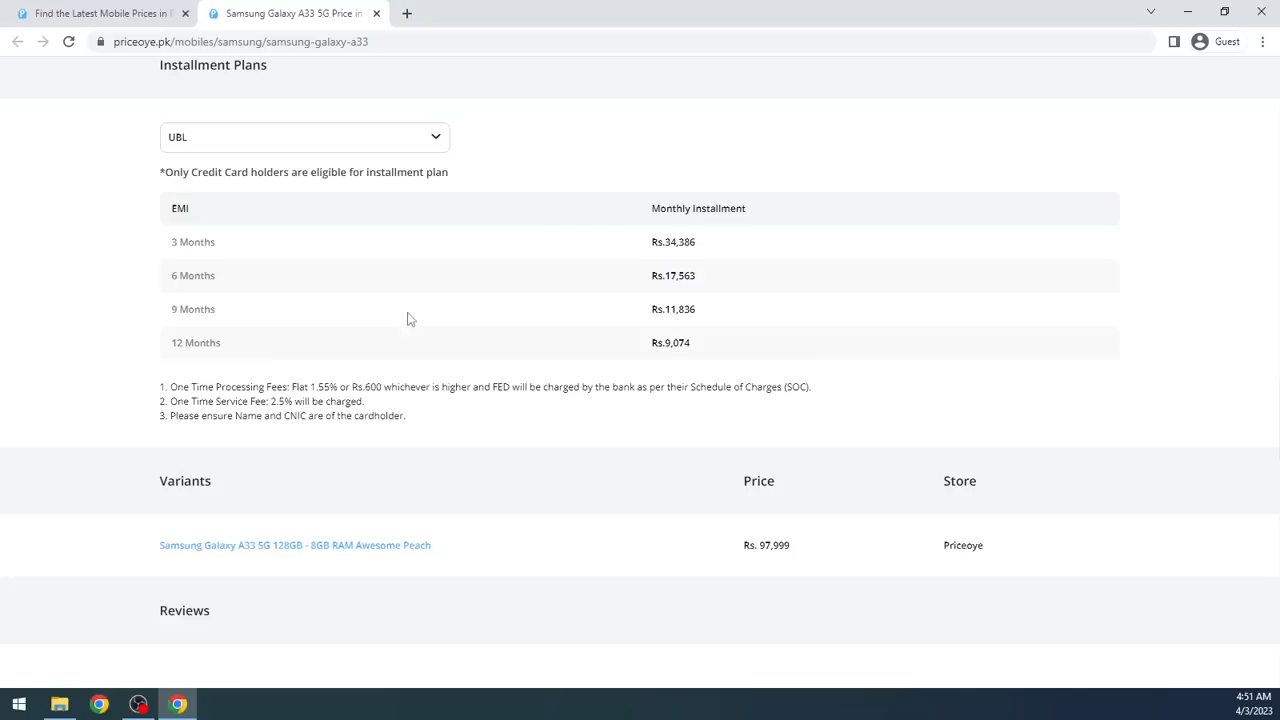 Find the Latest Mobile Prices in
Samsung Galaxy A33 5G Price in
priceoye.pk/mobiles/samsung/samsung-galaxy-a33
Guest
Installment Plans
UBL
*Only Credit Card holders are eligible for installment plan
EMI Monthly Installment
3 Months Rs.34,386
6 Months Rs.17,563
9 Months Rs.11,836
12 Months Rs.9,074
1. One Time Processing Fees: Flat 1.55% or Rs.600 whichever is higher and FED will be charged by the bank as per their Schedule of Charges (SOC).
2. One Time Service Fee: 2.5% will be charged.
3. Please ensure Name and CNIC are of the cardholder.
Variants Price Store
Samsung Galaxy A33 5G 128GB - 8GB RAM Awesome Peach Rs. 97,999 Priceoye
Reviews
4:51 AM
4/3/2023